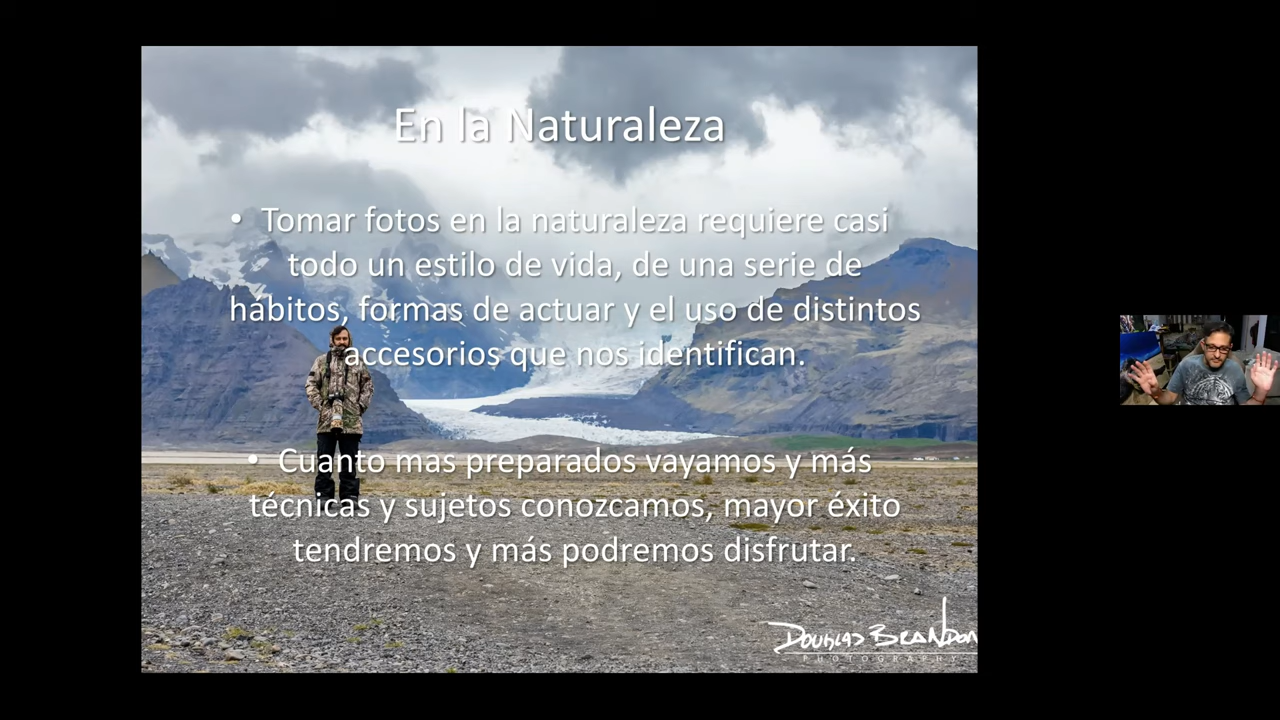 En la Naturaleza
• Tomar fotos en la naturaleza requiere casi
todo un estilo de vida, de una serie de
hábitos, formas de actuar y el uso de distintos
accesorios que nos identifican.
• Cuanto mas preparados vayamos y más
técnicas y sujetos conozcamos, mayor éxito
tendremos y más podremos disfrutar.
Douglas Brandon
PHOTOGRAPHY